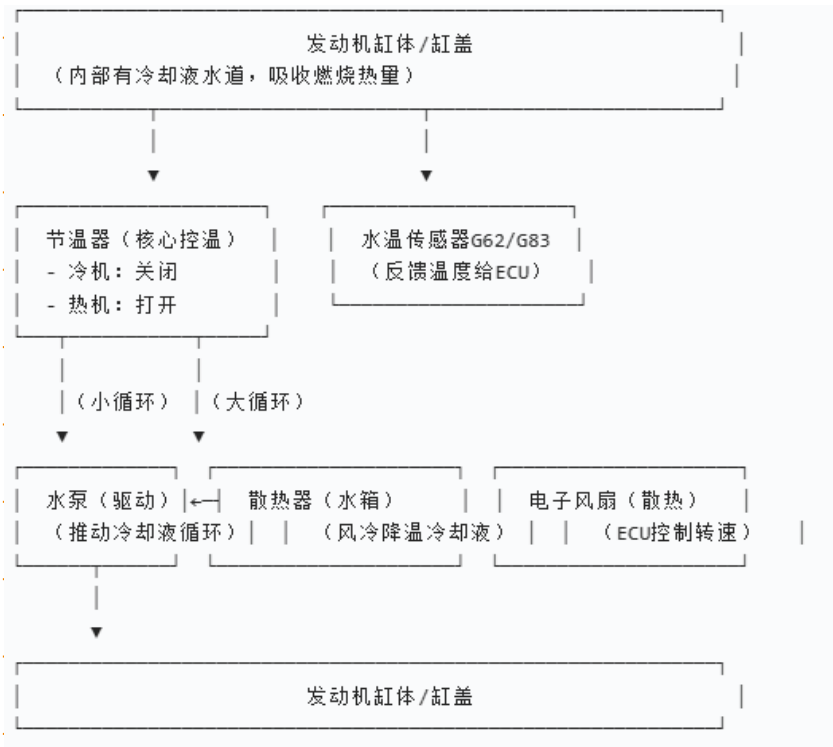 发动机缸体/缸盖
（内部有冷却液水道，吸收燃烧热量）
节温器（核心控温）
- 冷机：关闭
- 热机：打开
水温传感器G62/G83
（反馈温度给ECU）
（小循环）
（大循环）
水泵（驱动）
（推动冷却液循环）
散热器（水箱）
（风冷降温冷却液）
电子风扇（散热）
（ECU控制转速）
发动机缸体/缸盖